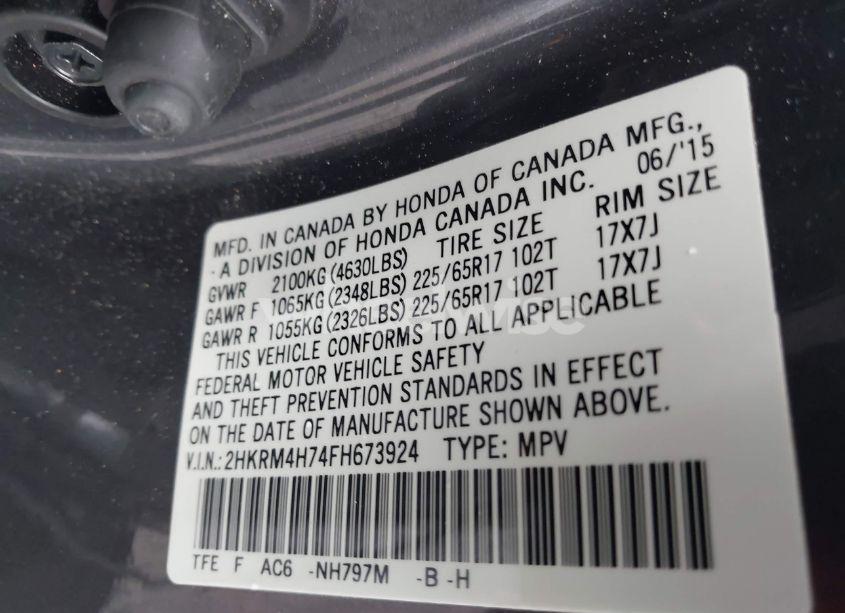 MFD. IN CANADA BY HONDA OF CANADA MFG.,
- A DIVISION OF HONDA CANADA INC. 06/'15
GVWR 2100KG (4630LBS) TIRE SIZE RIM SIZE
GAWR F 1065KG (2348LBS) 225/65R17 102T 17X7J
GAWR R 1055KG (2326LBS) 225/65R17 102T 17X7J
THIS VEHICLE CONFORMS TO ALL APPLICABLE
FEDERAL MOTOR VEHICLE SAFETY
AND THEFT PREVENTION STANDARDS IN EFFECT
ON THE DATE OF MANUFACTURE SHOWN ABOVE.
V.I.N.: 2HKRM4H74FH673924 TYPE: MPV
TFE F AC6 -NH797M -B -H